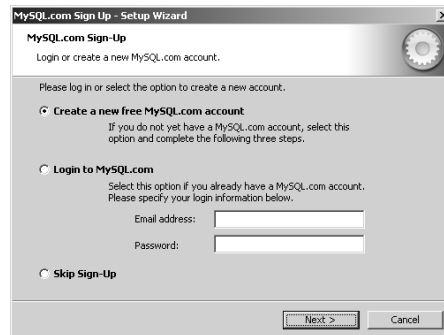 MySQL.com Sign Up - Setup Wizard
MySQL.com Sign-Up
Login or create a new MySQL.com account.
Please log in or select the option to create a new account.
Create a new free MySQL.com account
If you do not yet have a MySQL.com account, select this
option and complete the following three steps.
Login to MySQL.com
Select this option if you already have a MySQL.com account.
Please specify your login information below.
Email address:
Password:
Skip Sign-Up
Next >
Cancel